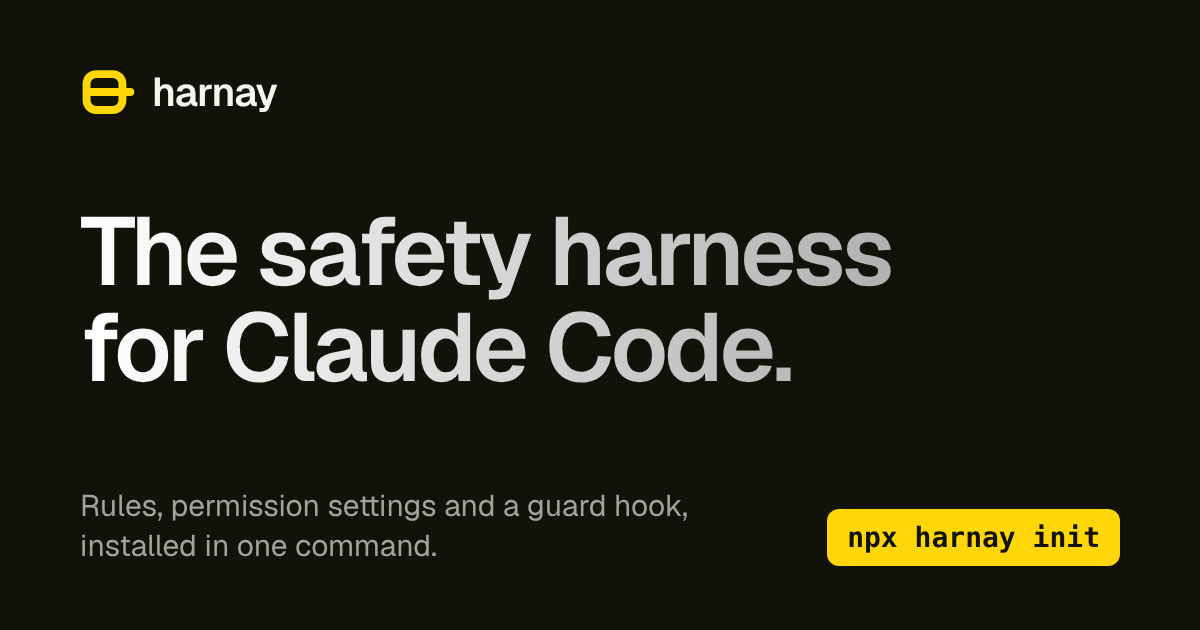 harnay
The safety harness
for Claude Code.
Rules, permission settings and a guard hook,
installed in one command.
npx harnay init